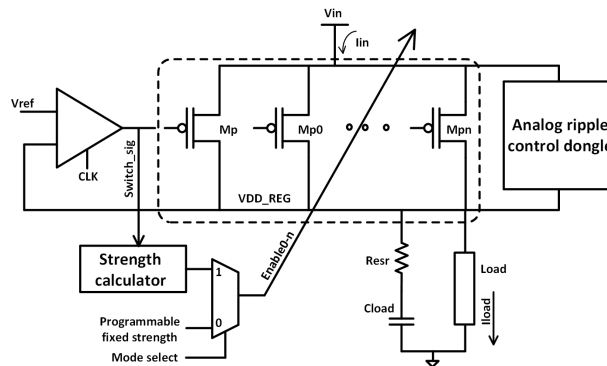 Vin
Iin
Vref
CLK
Switch_sig
Mp
Mp0
Mpn
Analog ripple
control dongle
VDD_REG
Enable0-n
Strength
calculator
1
0
Programmable
fixed strength
Mode select
Resr
Cload
Load
Iload